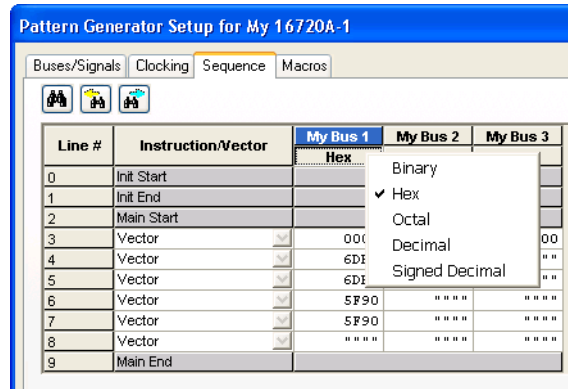 Pattern Generator Setup for My 16720A-1
Buses/Signals Clocking Sequence Macros
Line # Instruction/Vector My Bus 1 My Bus 2 My Bus 3
Hex
Binary
Hex
Octal
Decimal
Signed Decimal
0 Init Start
1 Init End
2 Main Start
3 Vector
4 Vector
5 Vector
6 Vector 5F90 """" """"
7 Vector 5F90 """" """"
8 Vector """" """" """"
9 Main End